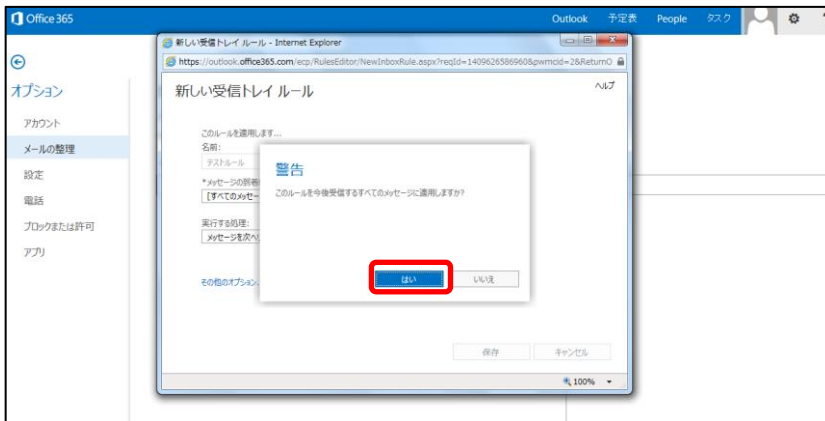 Office 365
Outlook 予定表 People タスク
新しい受信トレイ ルール - Internet Explorer
https://outlook.office365.com/ecp/RulesEditor/NewInboxRule.aspx?reqId=1409626586960&pwmcid=2&ReturnO
オプション
新しい受信トレイ ルール
ヘルプ
アカウント
メールの整理
設定
電話
ブロックまたは許可
アプリ
このルールを適用します...
名前:
テストルール
*メッセージの到着
[すべてのメッセー
実行する処理:
メッセージを次へ
その他のオプション
警告
このルールを今後受信するすべてのメッセージに適用しますか?
はい
いいえ
保存
キャンセル
100%